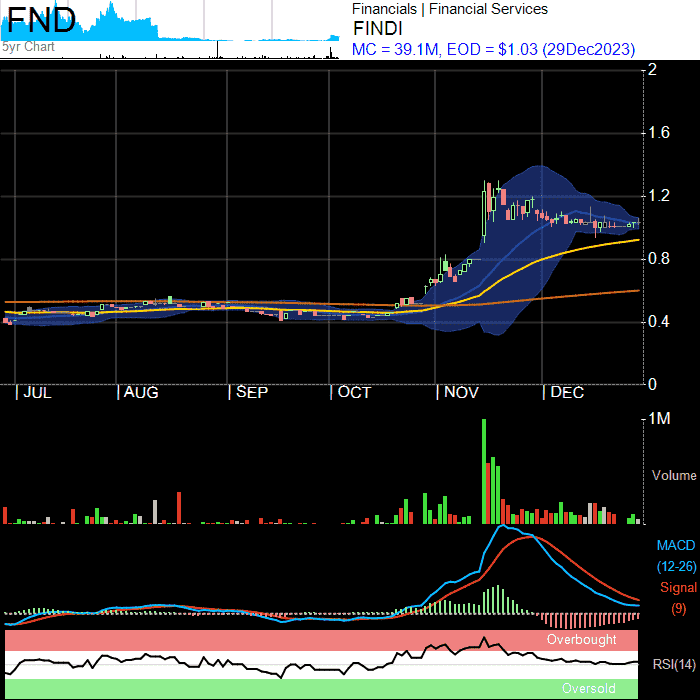 FND
5yr Chart
Financials | Financial Services
FINDI
MC = 39.1M, EOD = $1.03 (29Dec2023)
2
1.6
1.2
0.8
0.4
0
JUL AUG SEP OCT NOV DEC
1M
Volume
MACD
(12-26)
Signal
(9)
Overbought
RSI(14)
Oversold